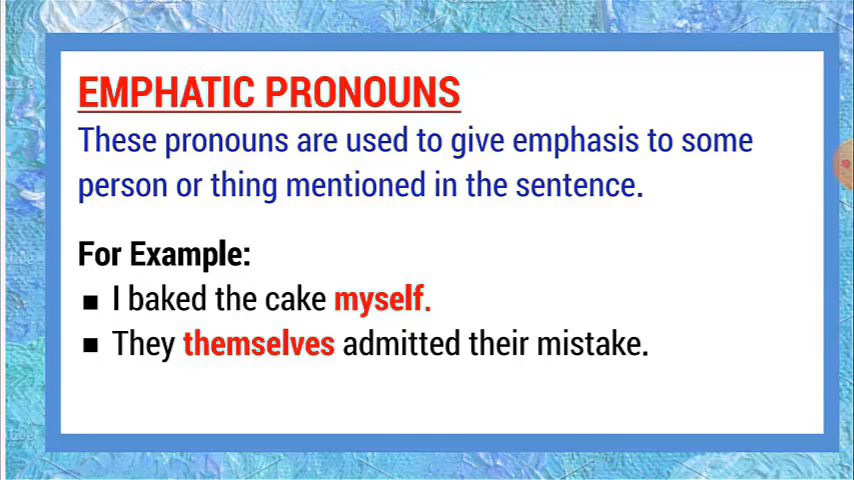 EMPHATIC PRONOUNS
These pronouns are used to give emphasis to some
person or thing mentioned in the sentence.
For Example:
■ I baked the cake myself.
■ They themselves admitted their mistake.